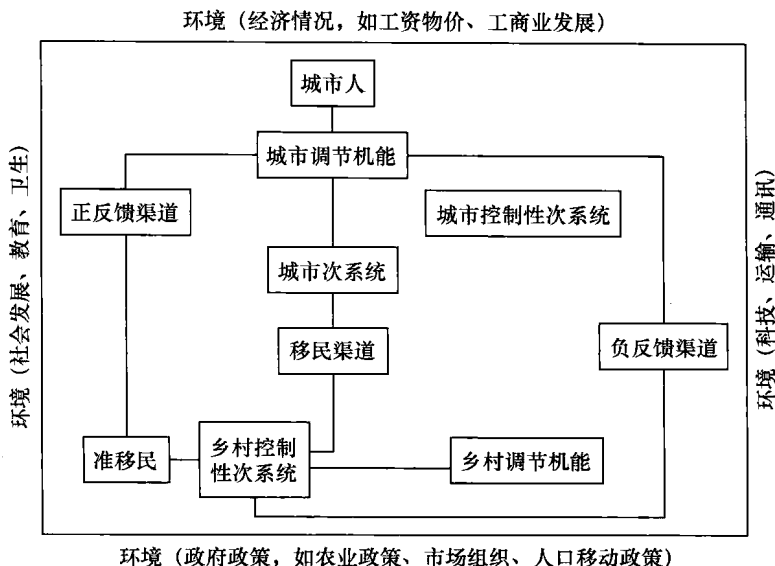 环境（经济情况，如工资物价、工商业发展）
城市人
城市调节机能
正反馈渠道
城市控制性次系统
环境（社会发展、教育、卫生）
环境（科技、运输、通讯）
城市次系统
移民渠道
负反馈渠道
准移民
乡村控制
性次系统
乡村调节机能
环境（政府政策，如农业政策、市场组织、人口移动政策）